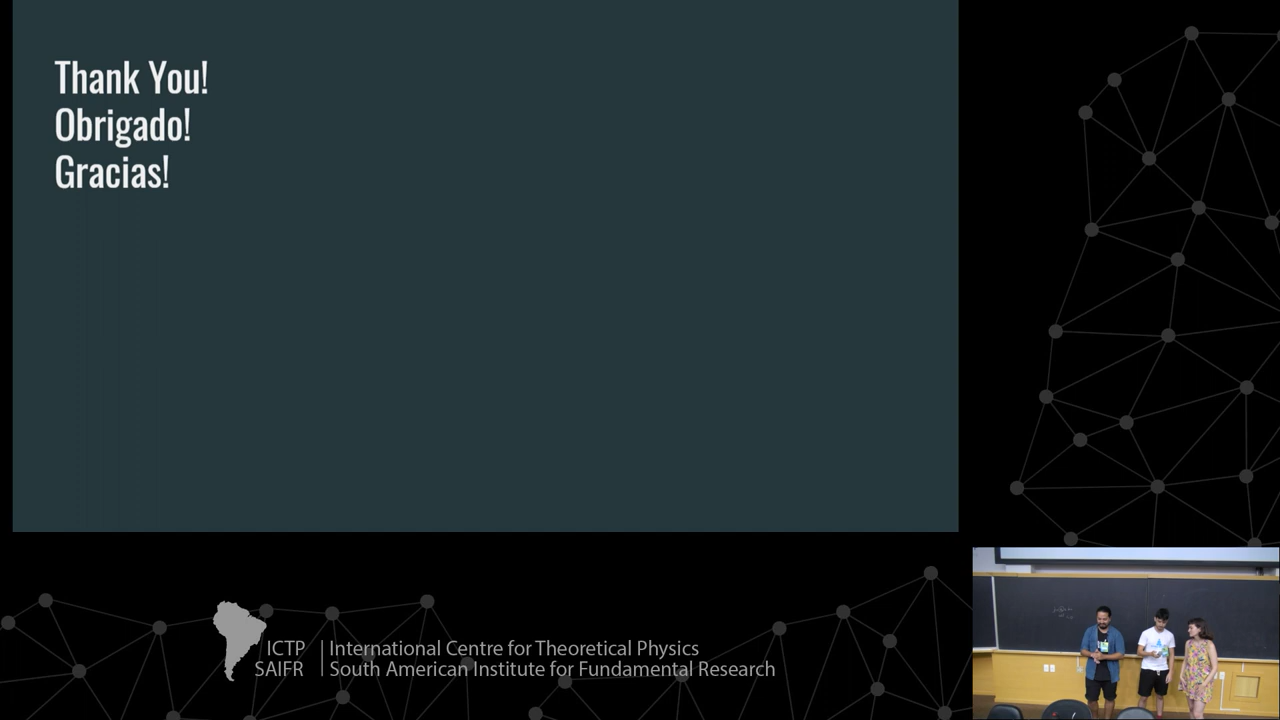 Thank You!
Obrigado!
Gracias!
ICTP
SAIFR
International Centre for Theoretical Physics
South American Institute for Fundamental Research